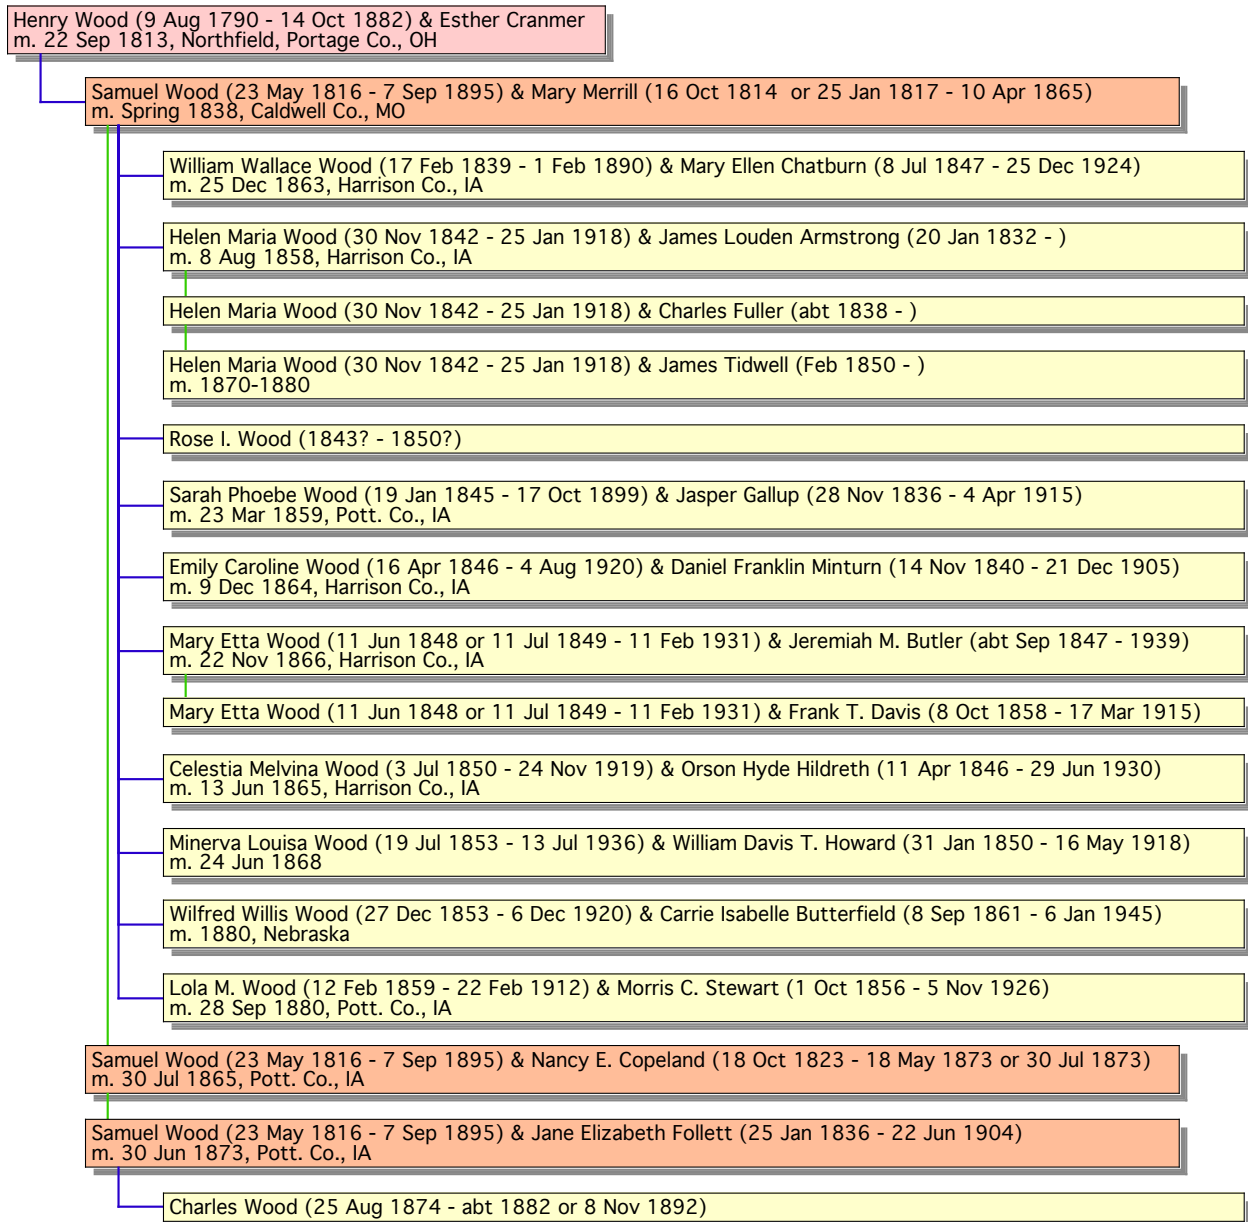 Henry Wood (9 Aug 1790 - 14 Oct 1882) & Esther Cranmer
m. 22 Sep 1813, Northfield, Portage Co., OH
Samuel Wood (23 May 1816 - 7 Sep 1895) & Mary Merrill (16 Oct 1814  or 25 Jan 1817 - 10 Apr 1865)
m. Spring 1838, Caldwell Co., MO
William Wallace Wood (17 Feb 1839 - 1 Feb 1890) & Mary Ellen Chatburn (8 Jul 1847 - 25 Dec 1924)
m. 25 Dec 1863, Harrison Co., IA
Helen Maria Wood (30 Nov 1842 - 25 Jan 1918) & James Louden Armstrong (20 Jan 1832 - )
m. 8 Aug 1858, Harrison Co., IA
Helen Maria Wood (30 Nov 1842 - 25 Jan 1918) & Charles Fuller (abt 1838 - )
Helen Maria Wood (30 Nov 1842 - 25 Jan 1918) & James Tidwell (Feb 1850 - )
m. 1870-1880
Rose I. Wood (1843? - 1850?)
Sarah Phoebe Wood (19 Jan 1845 - 17 Oct 1899) & Jasper Gallup (28 Nov 1836 - 4 Apr 1915)
m. 23 Mar 1859, Pott. Co., IA
Emily Caroline Wood (16 Apr 1846 - 4 Aug 1920) & Daniel Franklin Minturn (14 Nov 1840 - 21 Dec 1905)
m. 9 Dec 1864, Harrison Co., IA
Mary Etta Wood (11 Jun 1848 or 11 Jul 1849 - 11 Feb 1931) & Jeremiah M. Butler (abt Sep 1847 - 1939)
m. 22 Nov 1866, Harrison Co., IA
Mary Etta Wood (11 Jun 1848 or 11 Jul 1849 - 11 Feb 1931) & Frank T. Davis (8 Oct 1858 - 17 Mar 1915)
Celestia Melvina Wood (3 Jul 1850 - 24 Nov 1919) & Orson Hyde Hildreth (11 Apr 1846 - 29 Jun 1930)
m. 13 Jun 1865, Harrison Co., IA
Minerva Louisa Wood (19 Jul 1853 - 13 Jul 1936) & William Davis T. Howard (31 Jan 1850 - 16 May 1918)
m. 24 Jun 1868
Wilfred Willis Wood (27 Dec 1853 - 6 Dec 1920) & Carrie Isabelle Butterfield (8 Sep 1861 - 6 Jan 1945)
m. 1880, Nebraska
Lola M. Wood (12 Feb 1859 - 22 Feb 1912) & Morris C. Stewart (1 Oct 1856 - 5 Nov 1926)
m. 28 Sep 1880, Pott. Co., IA
Samuel Wood (23 May 1816 - 7 Sep 1895) & Nancy E. Copeland (18 Oct 1823 - 18 May 1873 or 30 Jul 1873)
m. 30 Jul 1865, Pott. Co., IA
Samuel Wood (23 May 1816 - 7 Sep 1895) & Jane Elizabeth Follett (25 Jan 1836 - 22 Jun 1904)
m. 30 Jun 1873, Pott. Co., IA
Charles Wood (25 Aug 1874 - abt 1882 or 8 Nov 1892)